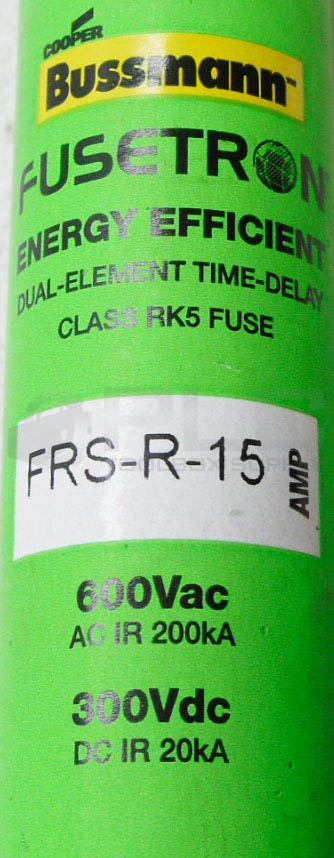 COOPER
Bussmann
FUSETRON
ENERGY EFFICIENT
DUAL-ELEMENT TIME-DELAY
CLASS RK5 FUSE
FRS-R-15
AMP
600Vac
AC IR 200kA
300Vdc
DC IR 20kA